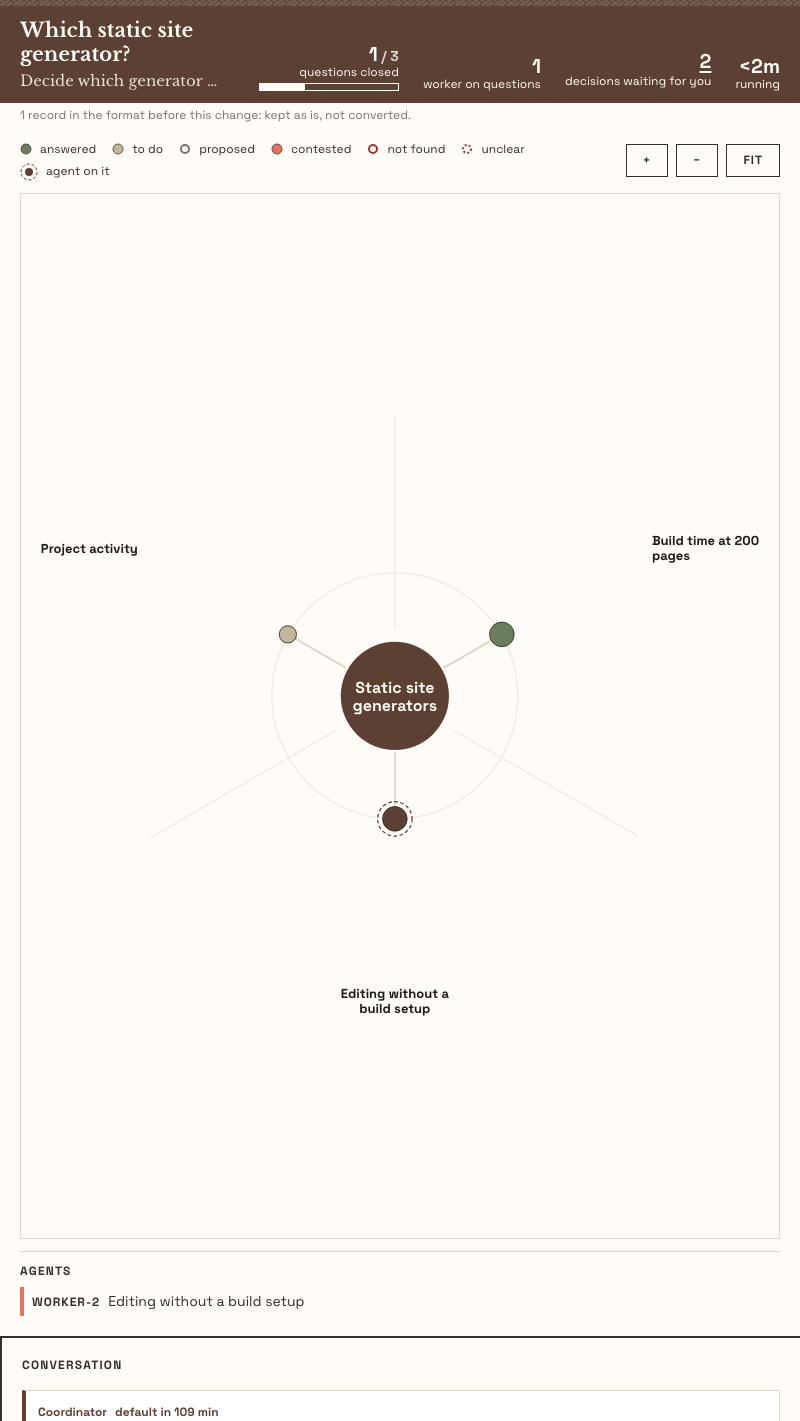 Which static site
generator?
Decide which generator ...
1 / 3
questions closed
1
worker on questions
2
decisions waiting for you
<2m
running
1 record in the format before this change: kept as is, not converted.
answered
to do
proposed
contested
not found
unclear
agent on it
+
−
FIT
Project activity
Build time at 200
pages
Static site
generators
Editing without a
build setup
AGENTS
WORKER-2 Editing without a build setup
CONVERSATION
Coordinator default in 109 min